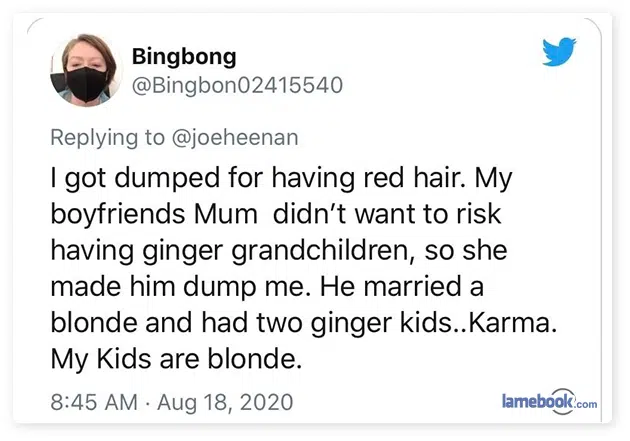 Bingbong
@Bingbon02415540
Replying to @joeheenan
I got dumped for having red hair. My
boyfriends Mum  didn't want to risk
having ginger grandchildren, so she
made him dump me. He married a
blonde and had two ginger kids..Karma.
My Kids are blonde.
8:45 AM · Aug 18, 2020
lamebook.com